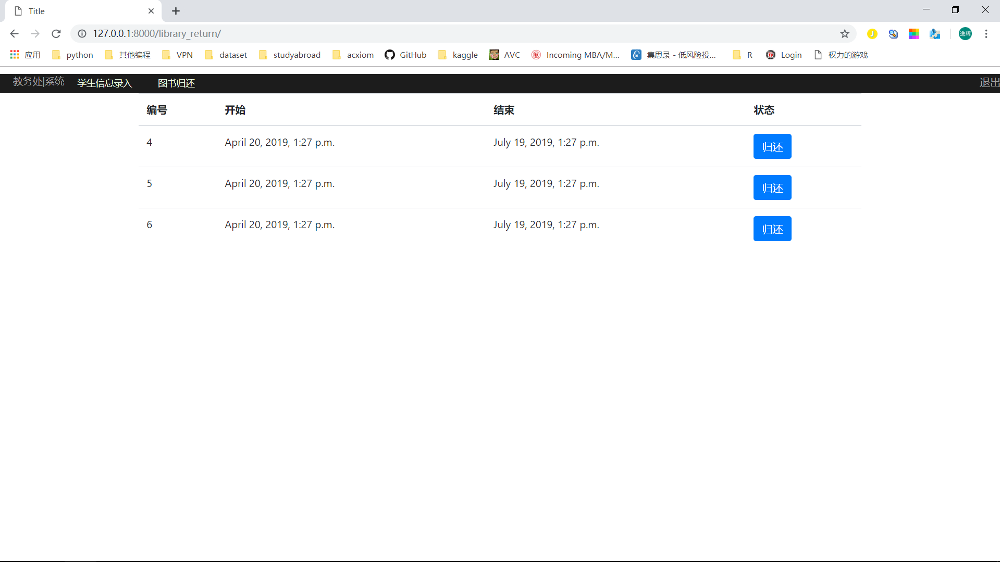 Title
127.0.0.1:8000/library_return/
J
逸辉
应用 python 其他编程 VPN dataset studyabroad acxiom GitHub kaggle AVC Incoming MBA/M... 集思录 - 低风险投... R Login 权力的游戏
教务处|系统 学生信息录入 图书归还 退出
编号 开始 结束 状态
4 April 20, 2019, 1:27 p.m. July 19, 2019, 1:27 p.m. 归还
5 April 20, 2019, 1:27 p.m. July 19, 2019, 1:27 p.m. 归还
6 April 20, 2019, 1:27 p.m. July 19, 2019, 1:27 p.m. 归还